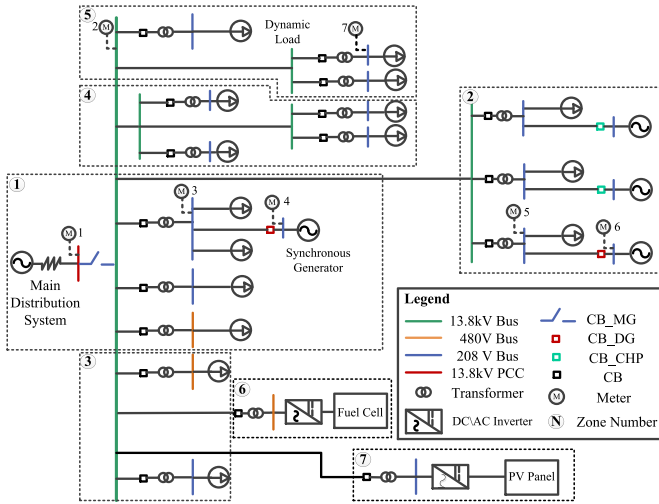 5
2
M
Dynamic
Load
7
M
4
2
1
M
3
M
4
M
1
Synchronous
Generator
Main
Distribution
System
M
5
M
6
3
6
Fuel Cell
7
PV Panel
Legend
13.8kV Bus
CB_MG
480V Bus
CB_DG
208 V Bus
CB_CHP
13.8kV PCC
CB
Transformer
M
Meter
DC\AC Inverter
N
Zone Number